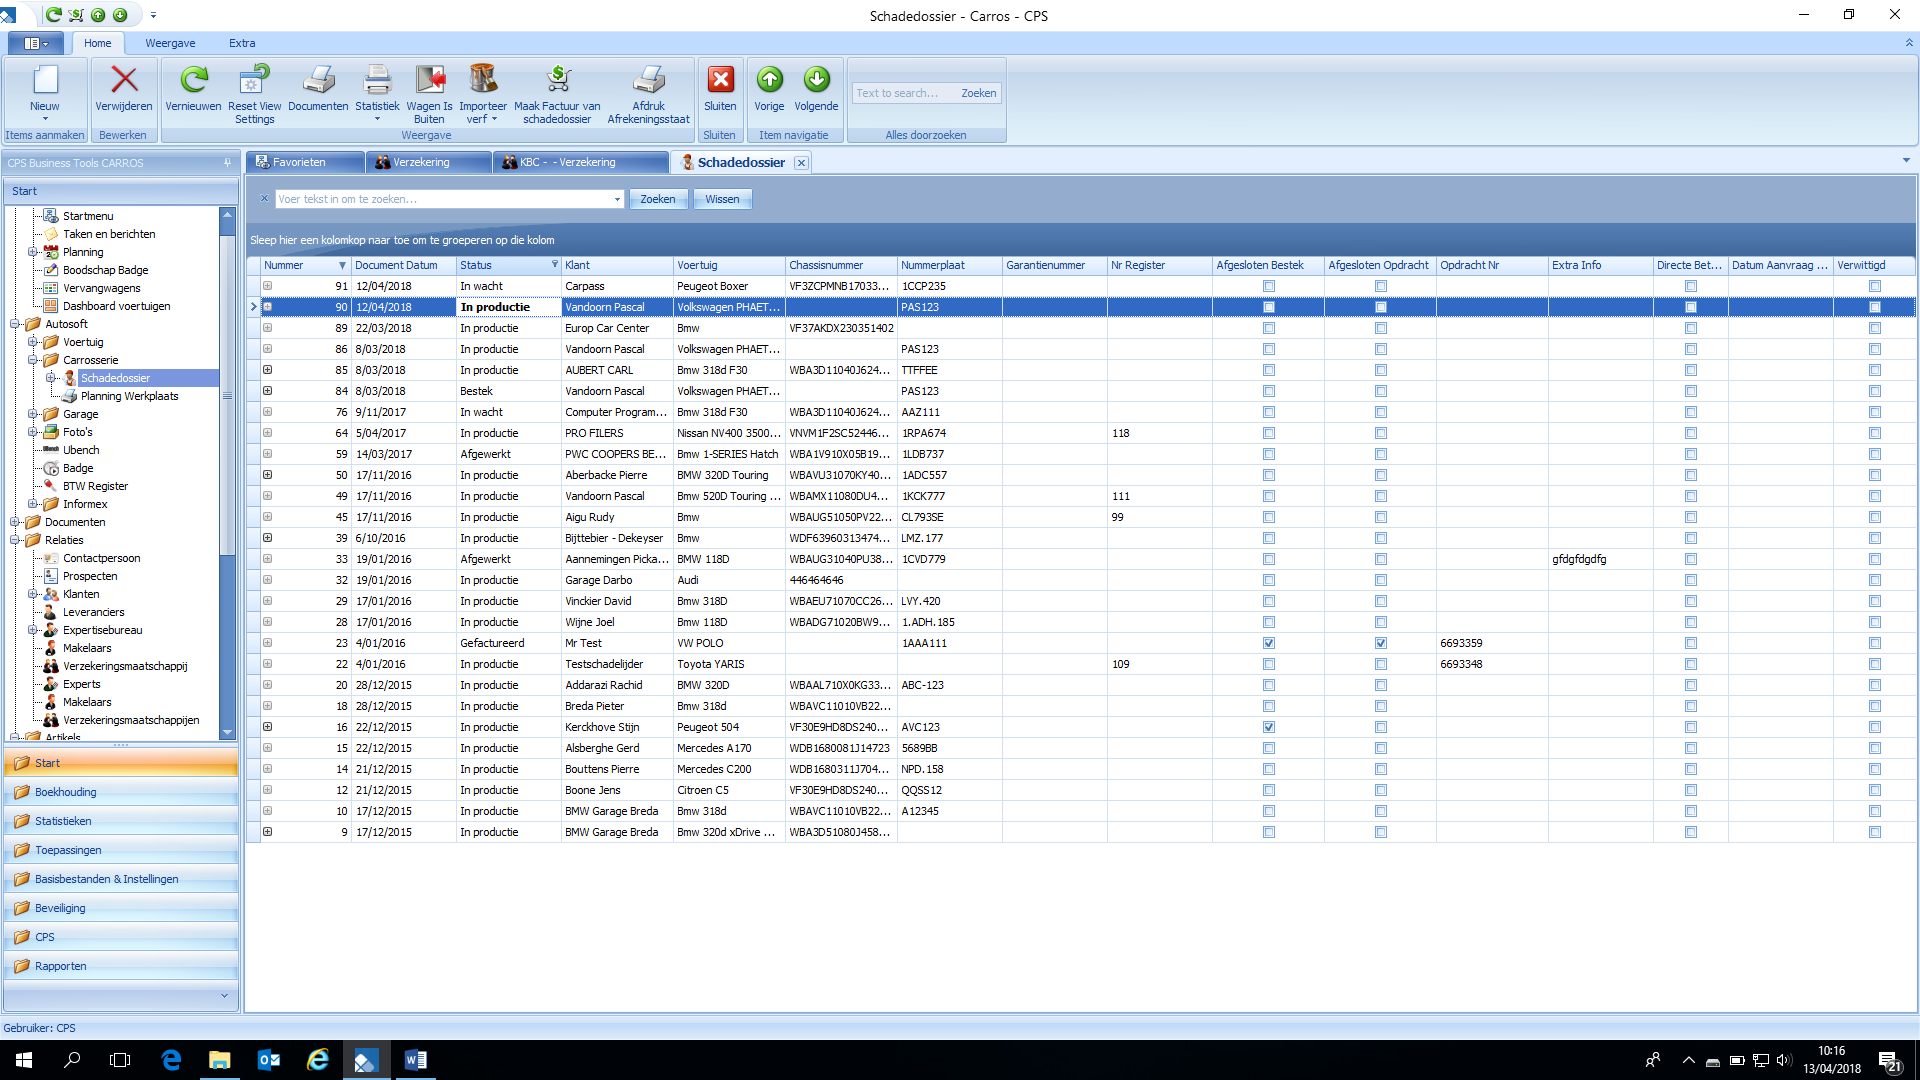 Schadedossier - Carros - CPS
Home Weergave Extra
Nieuw Verwijderen Vernieuwen Reset View Settings Documenten Statistiek Wagen Is Buiten Importeer verf Maak Factuur van schadedossier Afdruk Afrekeningsstaat Sluiten Vorige Volgende Text to search... Zoeken
Items aanmaken Bewerken Weergave Sluiten Item navigatie Alles doorzoeken
CPS Business Tools CARROS
Favorieten Verzekering KBC - - Verzekering Schadedossier
Start
Startmenu
Taken en berichten
Planning
Boodschap Badge
Vervangwagens
Dashboard voertuigen
Autosoft
Voertuig
Carrosserie
Schadedossier
Planning Werkplaats
Garage
Foto's
Ubench
Badge
BTW Register
Informex
Documenten
Relaties
Contactpersoon
Prospecten
Klanten
Leveranciers
Expertisebureau
Makelaars
Verzekeringsmaatschappij
Experts
Makelaars
Verzekeringsmaatschappijen
Artikels
Start
Boekhouding
Statistieken
Toepassingen
Basisbestanden & Instellingen
Beveiliging
CPS
Rapporten
Voer tekst in om te zoeken... Zoeken Wissen
Sleep hier een kolomkop naar toe om te groeperen op die kolom
Nummer Document Datum Status Klant Voertuig Chassisnummer Nummerplaat Garantienummer Nr Register Afgesloten Bestek Afgesloten Opdracht Opdracht Nr Extra Info Directe Bet... Datum Aanvraag ... Verwittigd
91 12/04/2018 In wacht Carpass Peugeot Boxer VF3ZCPMNB17033... 1CCP235
90 12/04/2018 In productie Vandoorn Pascal Volkswagen PHAET... PAS123
89 22/03/2018 In productie Europ Car Center Bmw VF37AKDX230351402
86 8/03/2018 In productie Vandoorn Pascal Volkswagen PHAET... PAS123
85 8/03/2018 In productie AUBERT CARL Bmw 318d F30 WBA3D11040J624... TTFFEE
84 8/03/2018 Bestek Vandoorn Pascal Volkswagen PHAET... PAS123
76 9/11/2017 In wacht Computer Program... Bmw 318d F30 WBA3D11040J624... AAZ111
64 5/04/2017 In productie PRO FILERS Nissan NV400 3500... VNVM1F2SC52446... 1RPA674 118
59 14/03/2017 Afgewerkt PWC COOPERS BE... Bmw 1-SERIES Hatch WBA1V910X05B19... 1LDB737
50 17/11/2016 In productie Aberbacke Pierre BMW 320D Touring WBAVU31070KY40... 1ADC557
49 17/11/2016 In productie Vandoorn Pascal Bmw 520D Touring ... WBAMX11080DU4... 1KCK777 111
45 17/11/2016 In productie Aigu Rudy Bmw WBAUG51050PV22... CL793SE 99
39 6/10/2016 In productie Bijttebier - Dekeyser Bmw WDF63960313474... LMZ.177
33 19/01/2016 Afgewerkt Aannemingen Picka... BMW 118D WBAUG31040PU38... 1CVD779 gfdgfdgdfg
32 19/01/2016 In productie Garage Darbo Audi 446464646
29 17/01/2016 In productie Vinckier David Bmw 318D WBAEU71070CC26... LVY.420
28 17/01/2016 In productie Wijne Joel Bmw 118D WBADG71020BW9... 1.ADH.185
23 4/01/2016 Gefactureerd Mr Test VW POLO 1AAA111 6693359
22 4/01/2016 In productie Testschadelijder Toyota YARIS 109 6693348
20 28/12/2015 In productie Addarazi Rachid BMW 320D WBAAL710X0KG33... ABC-123
18 28/12/2015 In productie Breda Pieter Bmw 318d WBAVC11010VB22...
16 22/12/2015 In productie Kerckhove Stijn Peugeot 504 VF30E9HD8DS240... AVC123
15 22/12/2015 In productie Alsberghe Gerd Mercedes A170 WDB1680081J14723 5689BB
14 21/12/2015 In productie Bouttens Pierre Mercedes C200 WDB1680311J704... NPD.158
12 21/12/2015 In productie Boone Jens Citroen C5 VF30E9HD8DS240... QQSS12
10 17/12/2015 In productie BMW Garage Breda Bmw 318d WBAVC11010VB22... A12345
9 17/12/2015 In productie BMW Garage Breda Bmw 320d xDrive ... WBA3D51080J458...
Gebruiker: CPS
10:16
13/04/2018
21